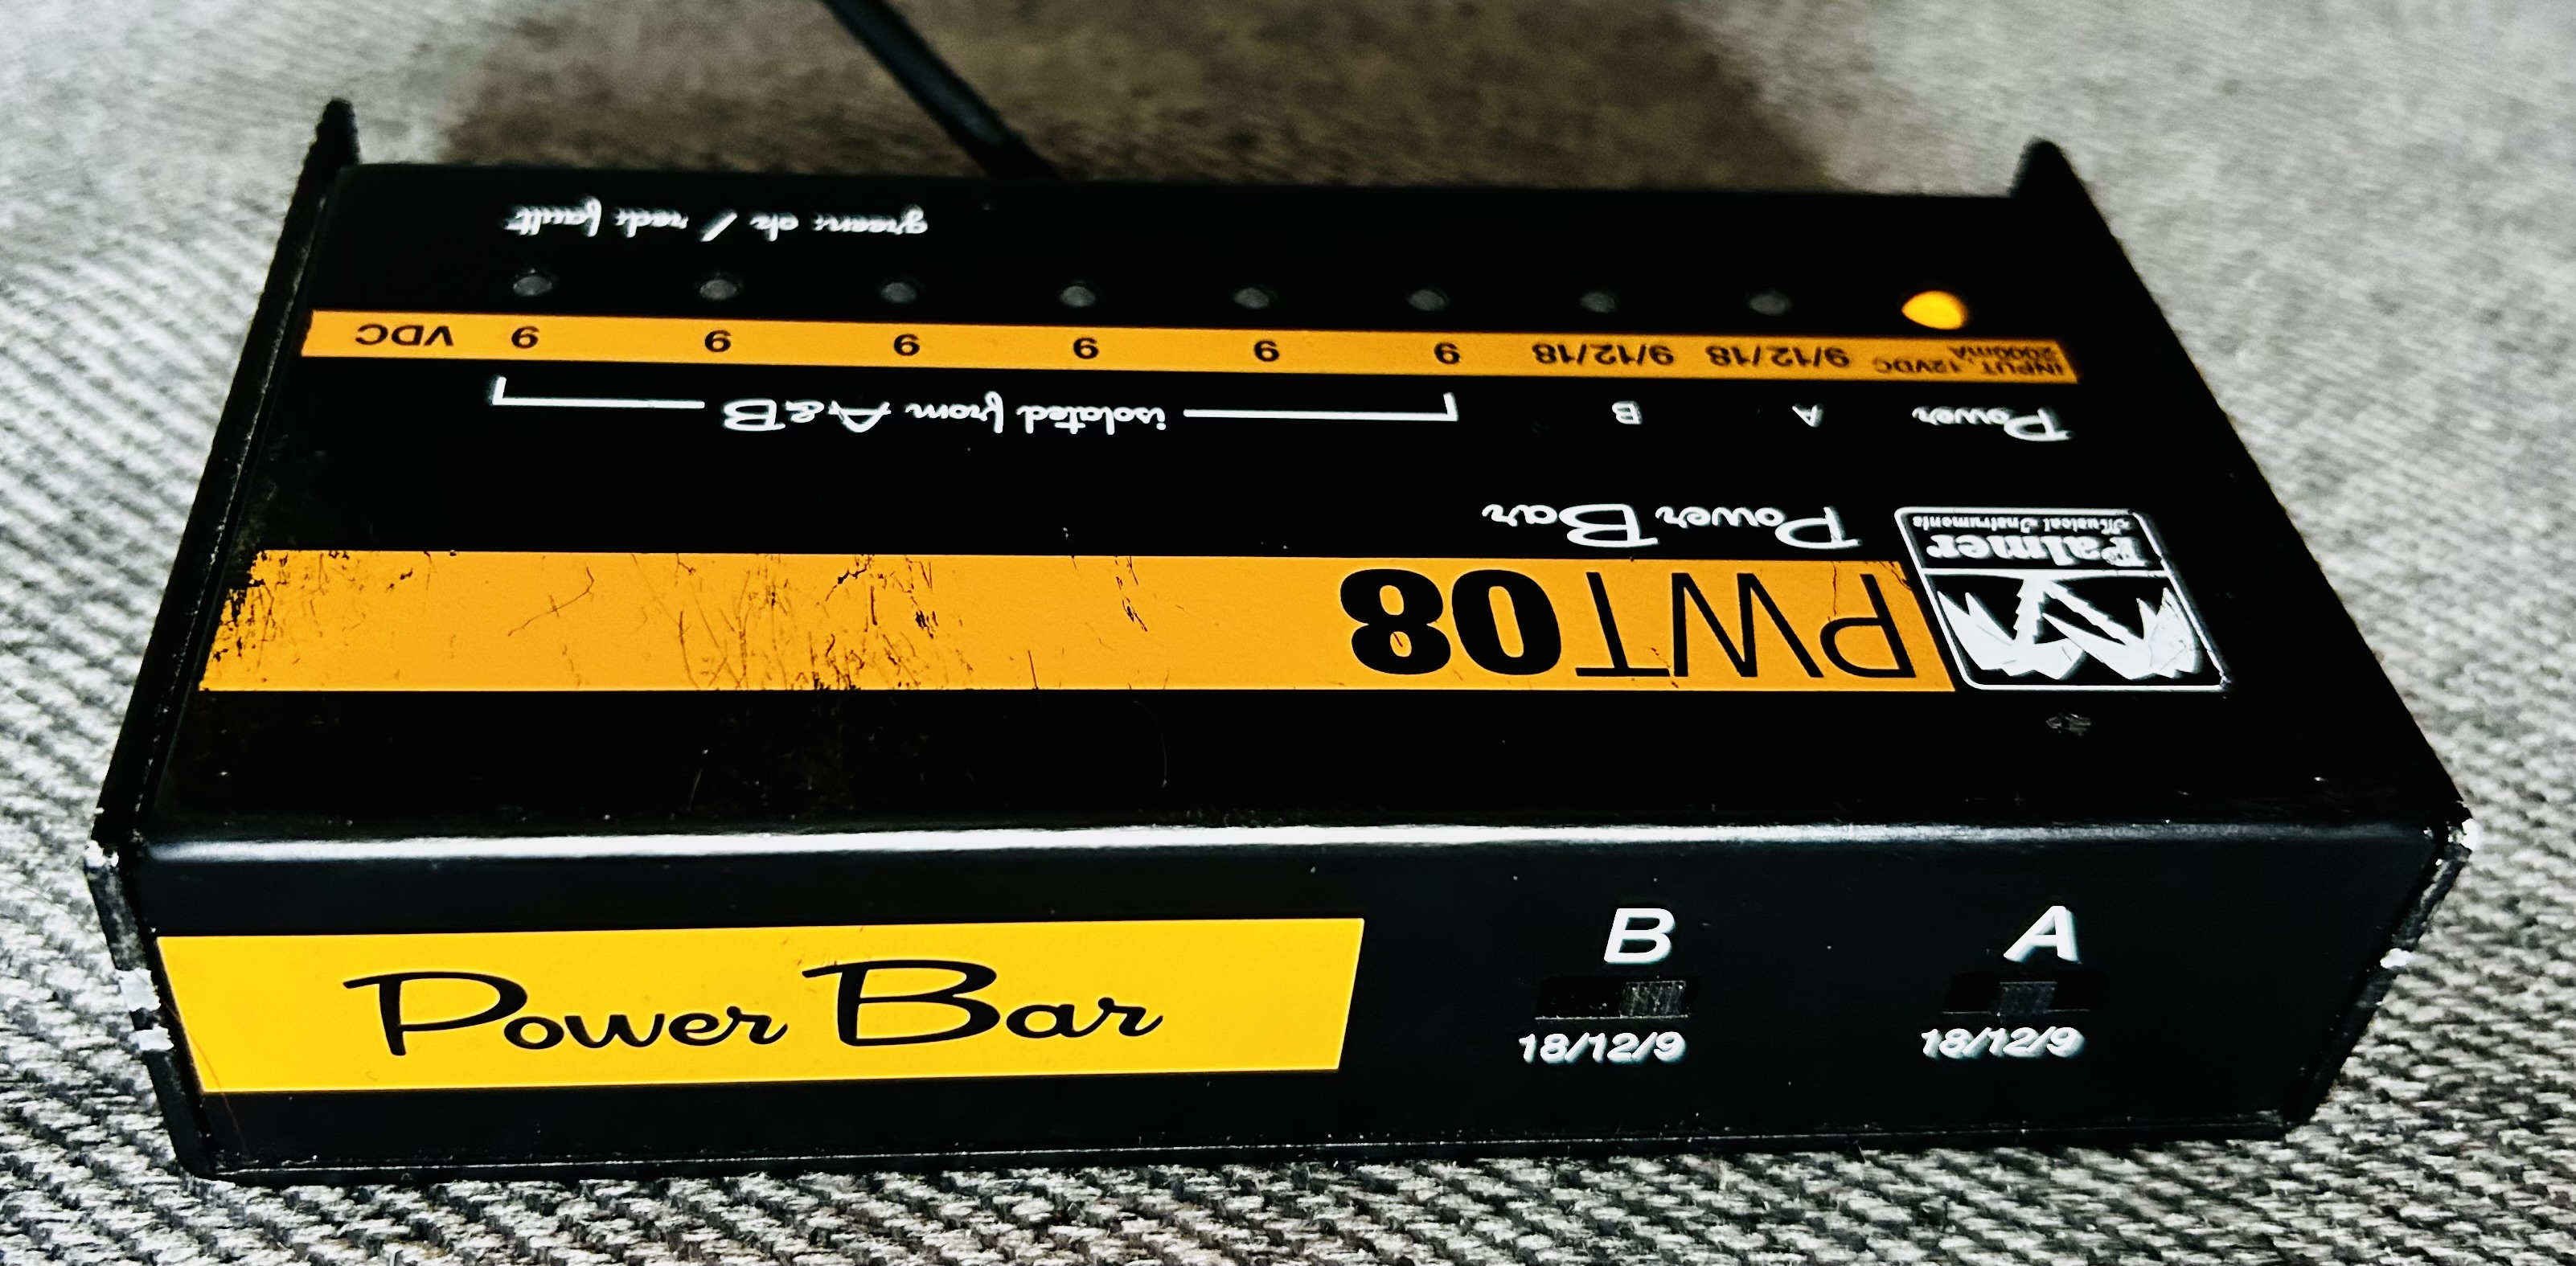 Palmer
Musical Instruments
PWT08
Power Bar
Power A B isolated from A&B
INPUT, 12VDC 9/12/18 9/12/18 9 9 9 9 9 9 VDC
2000mA
green: ok / red: fault
B A
18/12/9 18/12/9
Power Bar